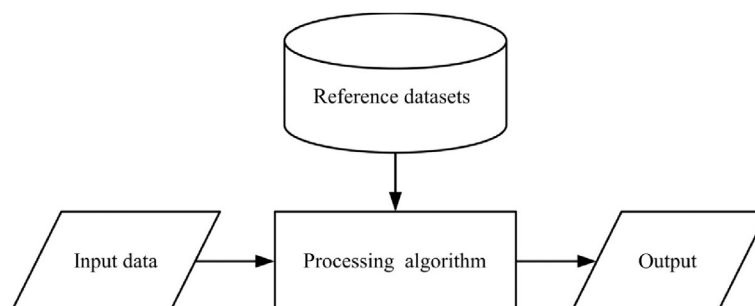 Reference datasets
Input data
Processing algorithm
Output